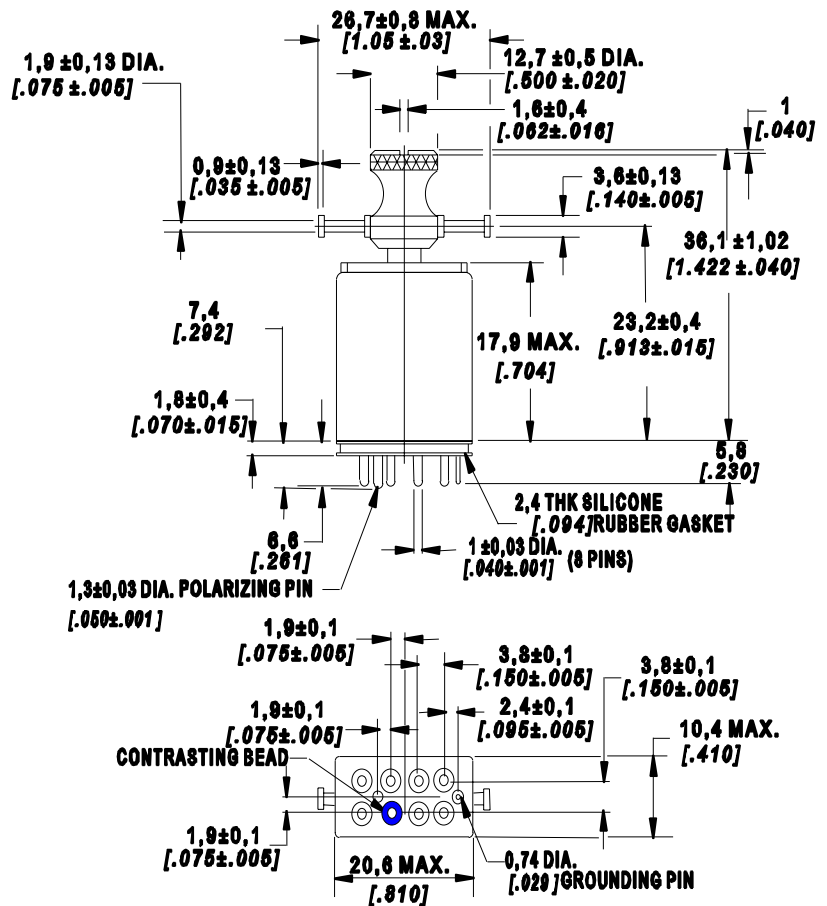 26,7±0,8 MAX.
[1.05 ±.03]
1,9 ±0,13 DIA.
[.075 ±.005]
12,7 ±0,5 DIA.
[.500 ±.020]
1,6±0,4
[.062±.016]
1
[.040]
0,9±0,13
[.035 ±.005]
3,6±0,13
[.140±.005]
36,1±1,02
[1.422 ±.040]
7,4
[.292]
23,2±0,4
[.913±.015]
17,9 MAX.
[.704]
1,8±0,4
[.070±.015]
5,8
[.230]
2,4 THK SILICONE
[.094]RUBBER GASKET
6,6
[.261]
1 ±0,03 DIA.
[.040±.001] (8 PINS)
1,3±0,03 DIA. POLARIZING PIN
[.050±.001]
1,9±0,1
[.075±.005]
3,8±0,1
[.150±.005]
3,8±0,1
[.150±.005]
1,9±0,1
[.075±.005]
2,4±0,1
[.095±.005]
10,4 MAX.
[.410]
CONTRASTING BEAD
1,9±0,1
[.075±.005]
20,6 MAX.
[.810]
0,74 DIA.
[.029]GROUNDING PIN